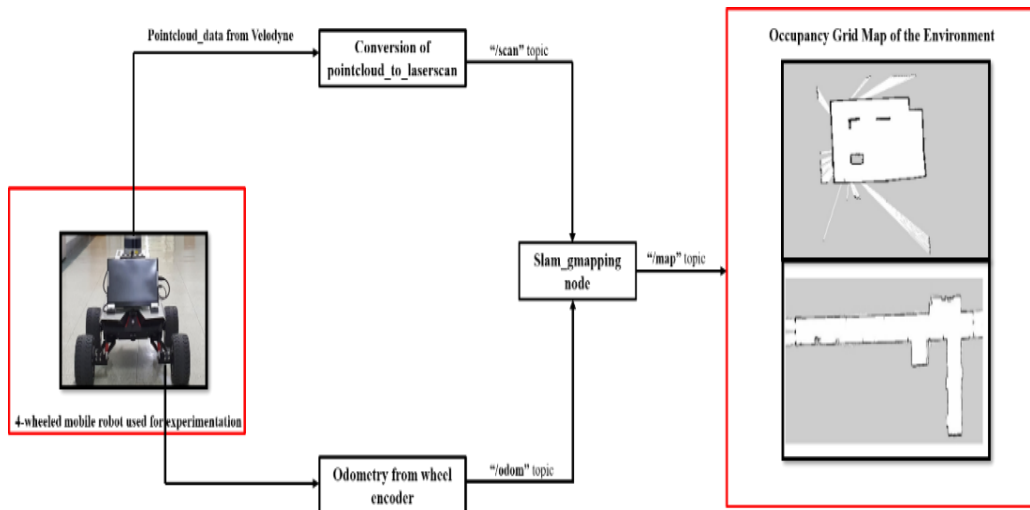 Pointcloud_data from Velodyne
Conversion of
pointcloud_to_laserscan
“/scan” topic
Occupancy Grid Map of the Environment
Slam_gmapping
node
“/map” topic
4-wheeled mobile robot used for experimentation
Odometry from wheel
encoder
“/odom” topic